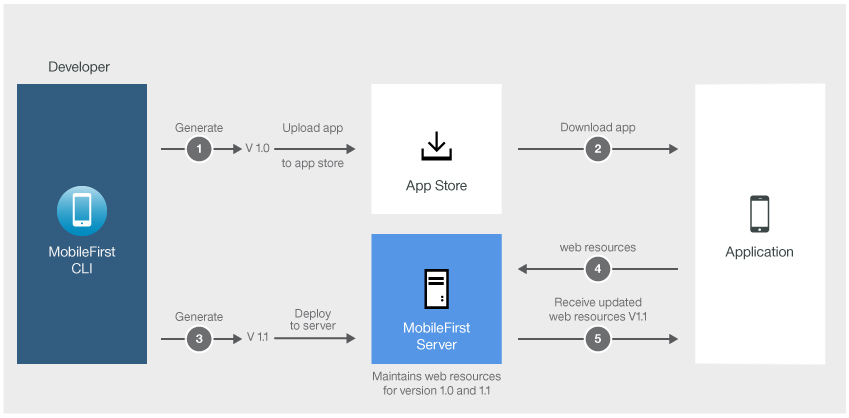 Developer
MobileFirst
CLI
Generate
1
V 1.0
Upload app
to app store
App Store
Download app
2
Application
Generate
3
V 1.1
Deploy
to server
MobileFirst
Server
Maintains web resources
for version 1.0 and 1.1
web resources
4
Receive updated
web resources V1.1
5